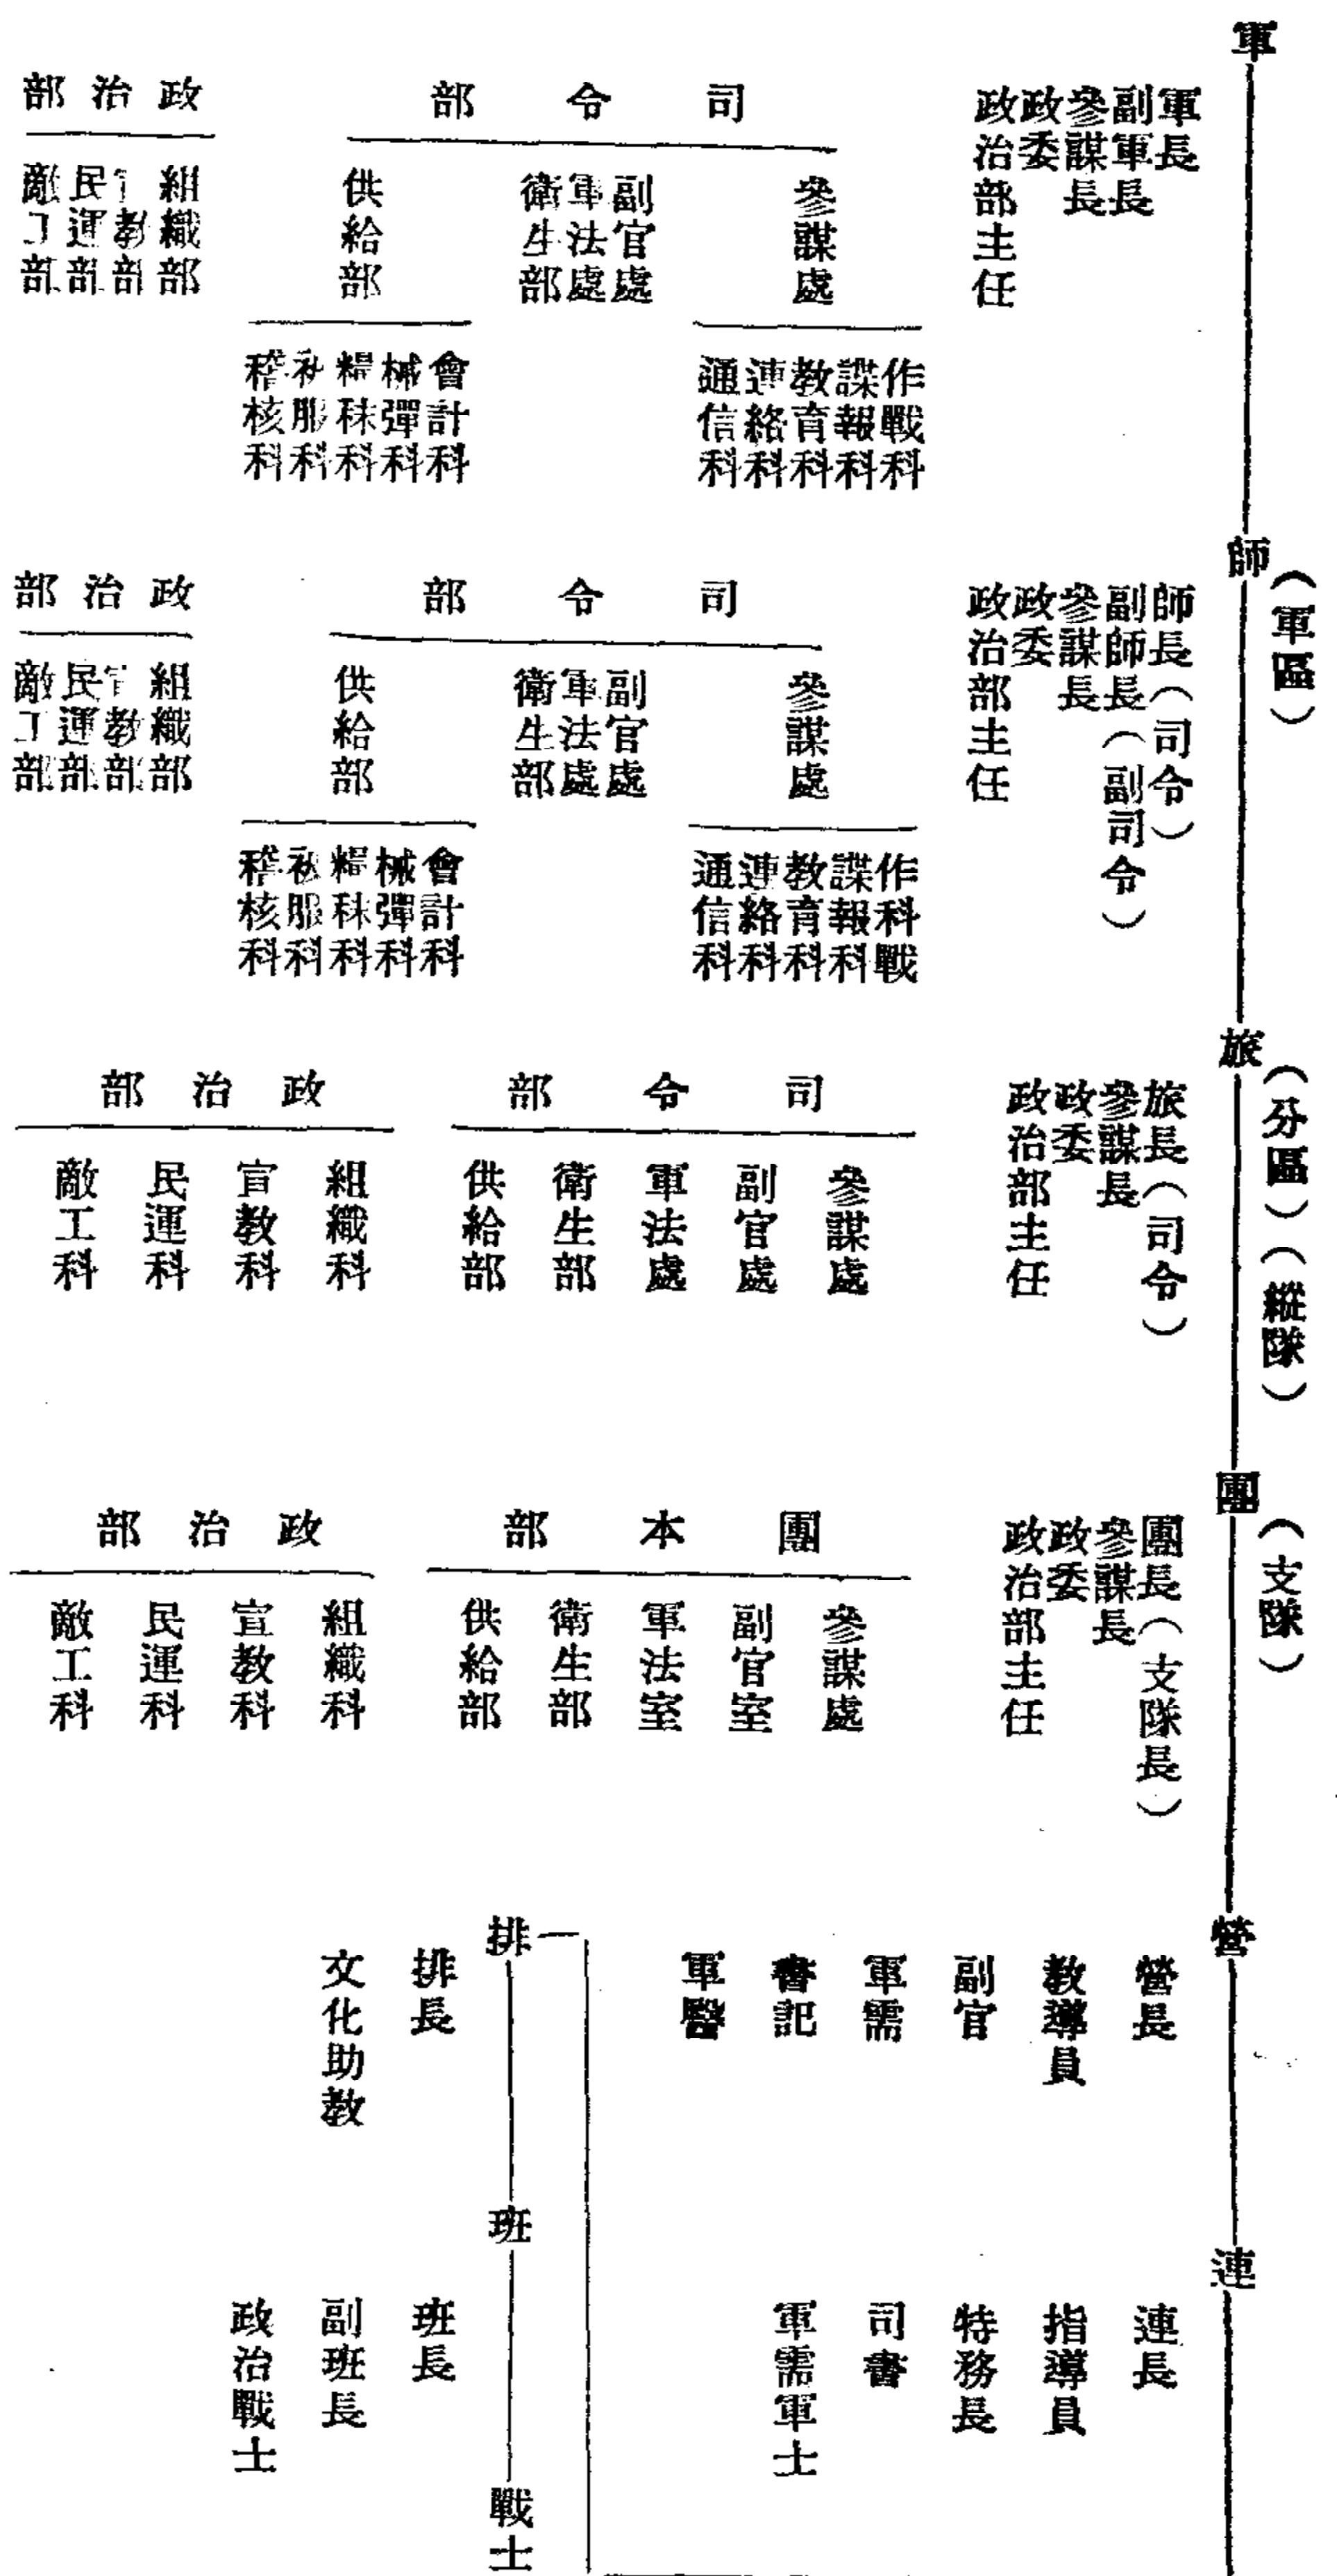 軍
軍長
副軍長
參謀長
政委
政治部主任
司令部
參謀處
作戰科
諜報科
教育科
連絡科
通信科
副官處
軍法處
衛生部
供給部
會計科
械彈科
糧秣科
被服科
稽核科
政治部
組織部
宣教部
民運部
敵工部
師
（軍區）
師長（司令）
副師長（副司令）
參謀長
政委
政治部主任
司令部
參謀處
作科戰
諜報科
教育科
連絡科
通信科
副官處
軍法處
衛生部
供給部
會計科
械彈科
糧秣科
被服科
稽核科
政治部
組織部
宣教部
民運部
敵工部
旅
（分區）（縱隊）
旅長（司令）
參謀長
政委
政治部主任
司令部
參謀處
副官處
軍法處
衛生部
供給部
政治部
組織科
宣教科
民運科
敵工科
團
（支隊）
團長（支隊長）
參謀長
政委
政治部主任
團本部
參謀處
副官室
軍法室
衛生部
供給部
政治部
組織科
宣教科
民運科
敵工科
營
營長
教導員
副官
軍需
書記
軍醫
連
連長
指導員
特務長
司書
軍需軍士
排
排長
文化助教
班
班長
副班長
政治戰士
戰士